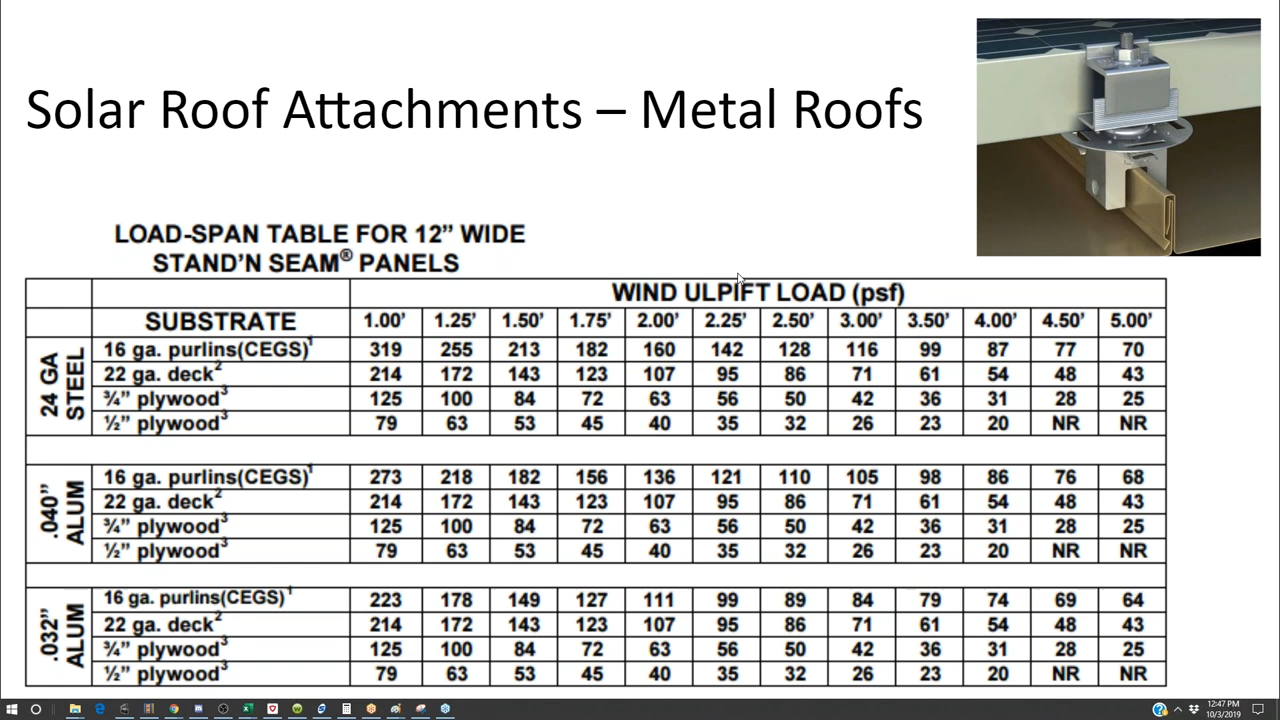 Solar Roof Attachments – Metal Roofs
LOAD-SPAN TABLE FOR 12” WIDE
STAND’N SEAM® PANELS
WIND ULPIFT LOAD (psf)
SUBSTRATE 1.00’ 1.25’ 1.50’ 1.75’ 2.00’ 2.25’ 2.50’ 3.00’ 3.50’ 4.00’ 4.50’ 5.00’
24 GA STEEL
16 ga. purlins(CEGS)¹ 319 255 213 182 160 142 128 116 99 87 77 70
22 ga. deck² 214 172 143 123 107 95 86 71 61 54 48 43
¾” plywood³ 125 100 84 72 63 56 50 42 36 31 28 25
½” plywood³ 79 63 53 45 40 35 32 26 23 20 NR NR
.040” ALUM
16 ga. purlins(CEGS)¹ 273 218 182 156 136 121 110 105 98 86 76 68
22 ga. deck² 214 172 143 123 107 95 86 71 61 54 48 43
¾” plywood³ 125 100 84 72 63 56 50 42 36 31 28 25
½” plywood³ 79 63 53 45 40 35 32 26 23 20 NR NR
.032” ALUM
16 ga. purlins(CEGS)¹ 223 178 149 127 111 99 89 84 79 74 69 64
22 ga. deck² 214 172 143 123 107 95 86 71 61 54 48 43
¾” plywood³ 125 100 84 72 63 56 50 42 36 31 28 25
½” plywood³ 79 63 53 45 40 35 32 26 23 20 NR NR
12:47 PM
10/3/2019